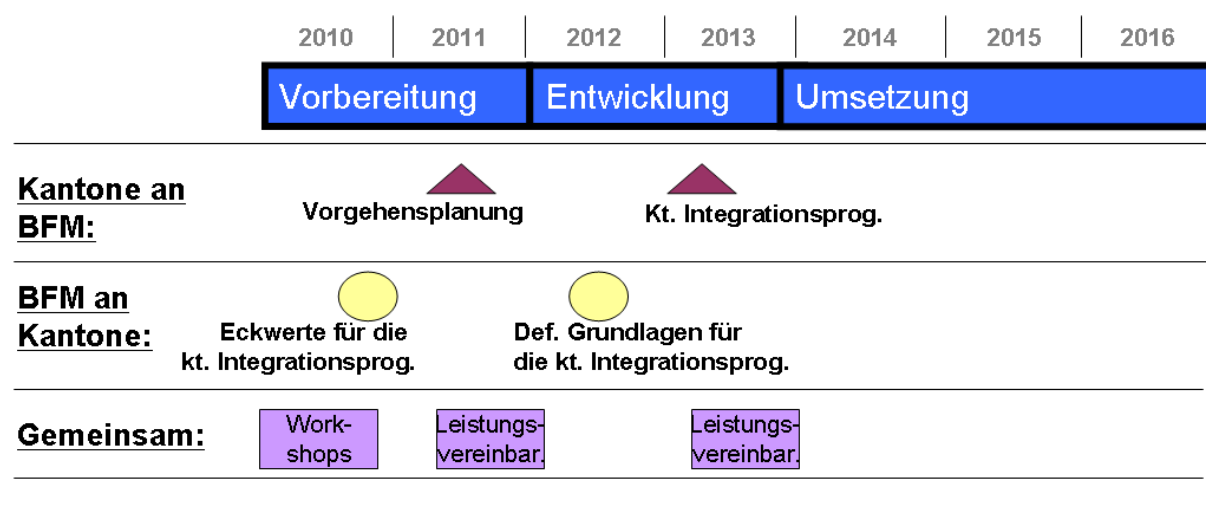 2010 2011 2012 2013 2014 2015 2016
Vorbereitung Entwicklung Umsetzung
Kantone an
BFM:
Vorgehensplanung Kt. Integrationsprog.
BFM an
Kantone:
Eckwerte für die
kt. Integrationsprog.
Def. Grundlagen für
die kt. Integrationsprog.
Gemeinsam:
Work-
shops
Leistungs-
vereinbar.
Leistungs-
vereinbar.